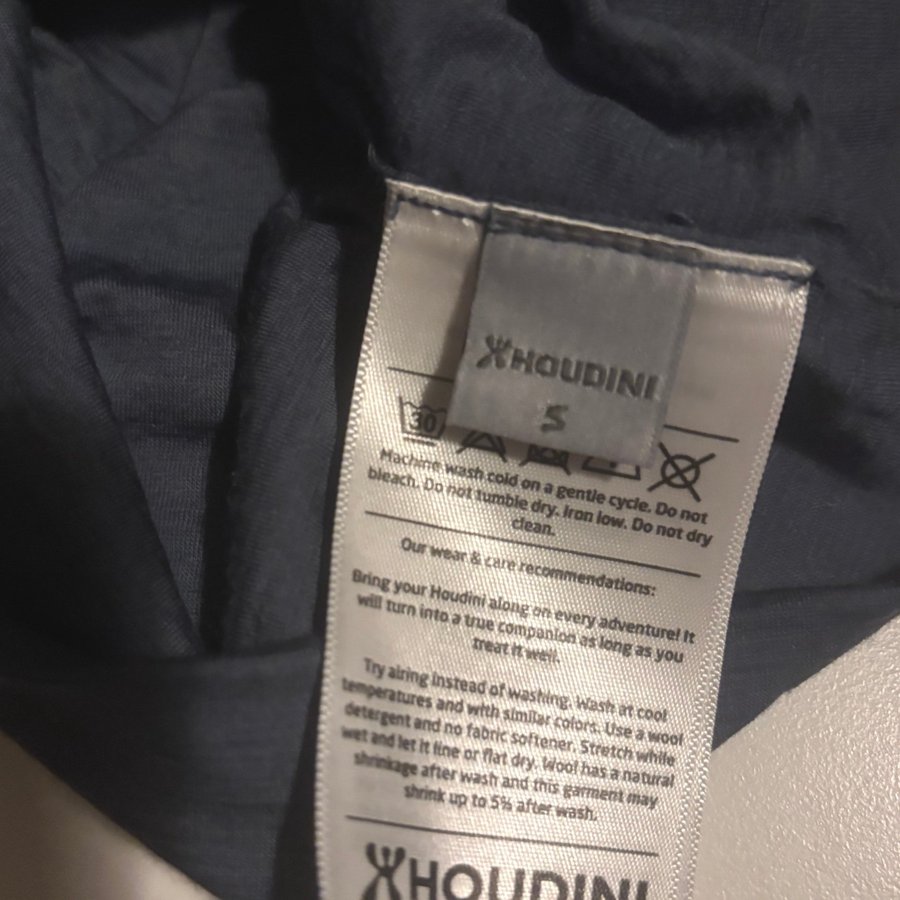 HOUDINI
S
30
Machine wash cold on a gentle cycle. Do not
bleach. Do not tumble dry. Iron low. Do not dry
clean.
Our wear & care recommendations:
Bring your Houdini along on every adventure! It
will turn into a true companion as long as you
treat it well.
Try airing instead of washing. Wash at cool
temperatures and with similar colors. Use a wool
detergent and no fabric softener. Stretch while
wet and let it line or flat dry. Wool has a natural
shrinkage after wash and this garment may
shrink up to 5% after wash.
HOUDINI